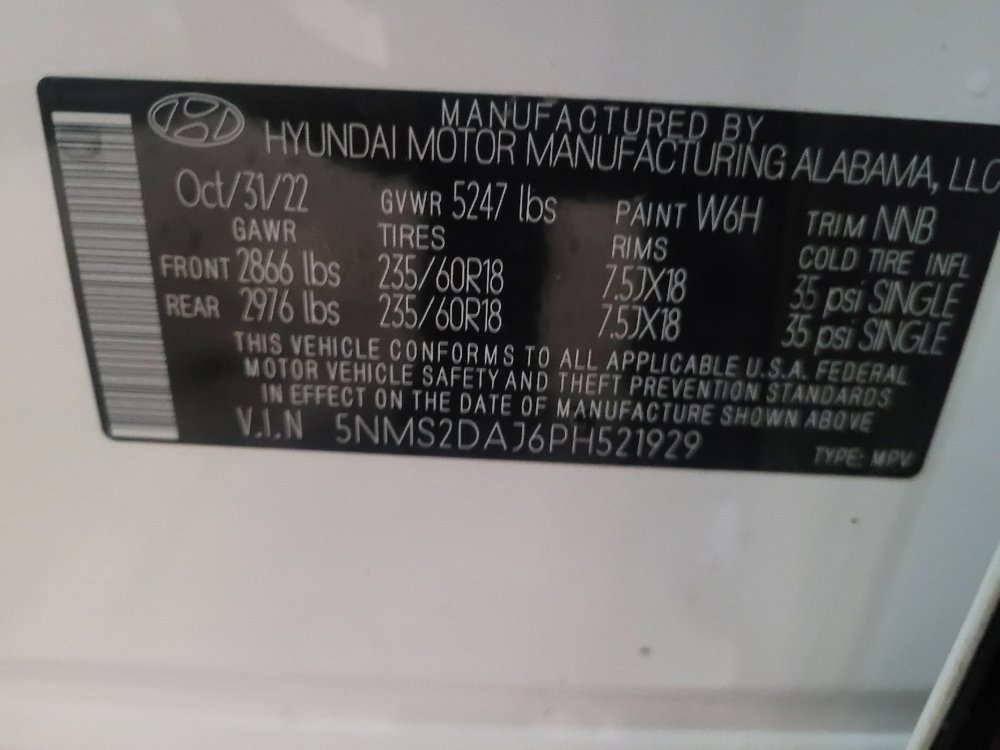 MANUFACTURED BY
HYUNDAI MOTOR MANUFACTURING ALABAMA, LLC
Oct/31/22 GVWR 5247 lbs PAINT W6H TRIM NNB
GAWR TIRES RIMS COLD TIRE INFL
FRONT 2866 lbs 235/60R18 7.5JX18 35 psi SINGLE
REAR 2976 lbs 235/60R18 7.5JX18 35 psi SINGLE
THIS VEHICLE CONFORMS TO ALL APPLICABLE U.S.A. FEDERAL
MOTOR VEHICLE SAFETY AND THEFT PREVENTION STANDARDS
IN EFFECT ON THE DATE OF MANUFACTURE SHOWN ABOVE
V.I.N 5NMS2DAJ6PH521929 TYPE: MPV